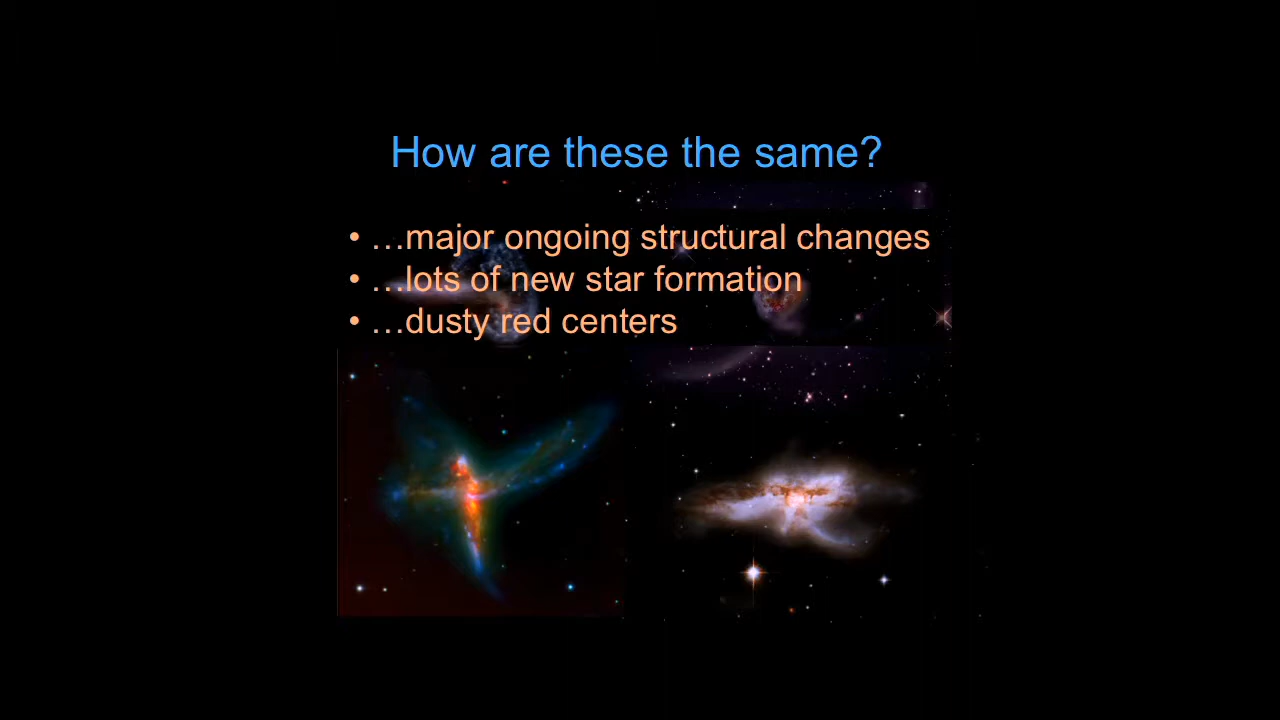 How are these the same?
• …major ongoing structural changes
• …lots of new star formation
• …dusty red centers